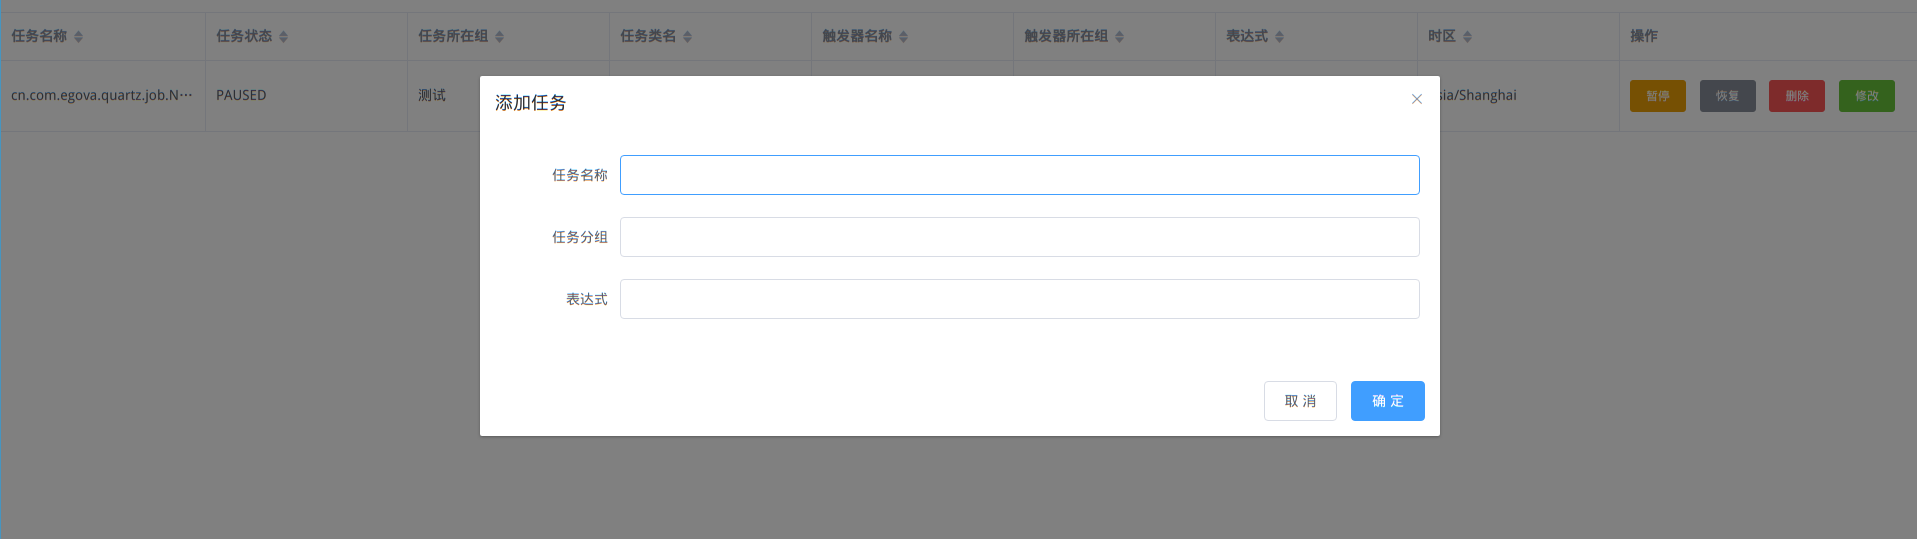 任务名称 任务状态 任务所在组 任务类名 触发器名称 触发器所在组 表达式 时区 操作
cn.com.egova.quartz.job.N··· PAUSED 测试 sia/Shanghai 暂停 恢复 删除 修改
添加任务
任务名称
任务分组
表达式
取 消 确 定